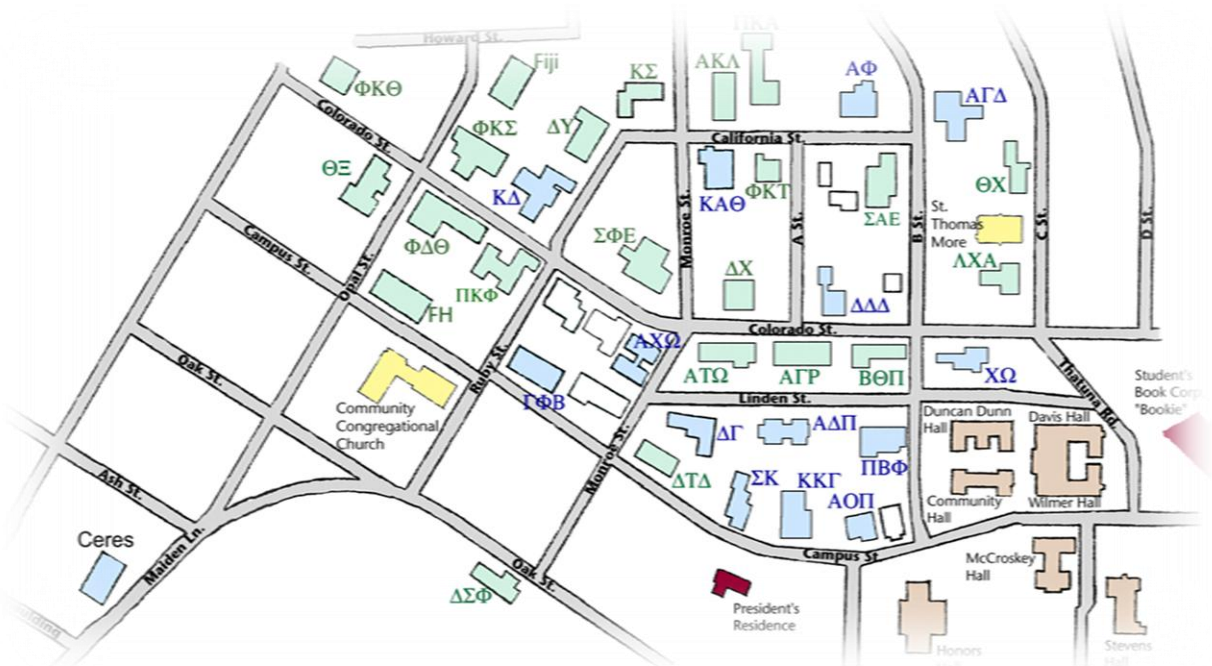 Howard St.
ΠΚΑ
ΦΚΘ
Fiji
ΚΣ
ΑΚΛ
ΑΦ
ΑΓΔ
Colorado St.
ΦΚΣ
ΔΥ
California St.
ΘΞ
ΚΔ
ΚΑΘ
ΦΚΤ
ΣΑΕ
ΘΧ
St.
Thomas
More
Campus St.
Opal St.
ΦΔΘ
ΣΦΕ
Monroe St.
A St.
B St.
C St.
D St.
ΛΧΑ
ΠΚΦ
FH
ΔΧ
ΔΔΔ
Colorado St.
ΑΧΩ
Oak St.
Ruby St.
ΓΦΒ
ΑΤΩ
ΑΓΡ
ΒΘΠ
ΧΩ
Thatuna Rd.
Student's
Book Corp
"Bookie"
Linden St.
Community
Congregational
Church
ΔΓ
ΑΔΠ
ΠΒΦ
Duncan Dunn
Hall
Davis Hall
Monroe St.
ΔΤΔ
ΣΚ
ΚΚΓ
ΑΟΠ
Community
Hall
Wilmer Hall
Ash St.
Maiden Ln.
Ceres
Campus St
McCroskey
Hall
Oak St.
ΔΣΦ
President's
Residence
Honors
Stevens
Hall